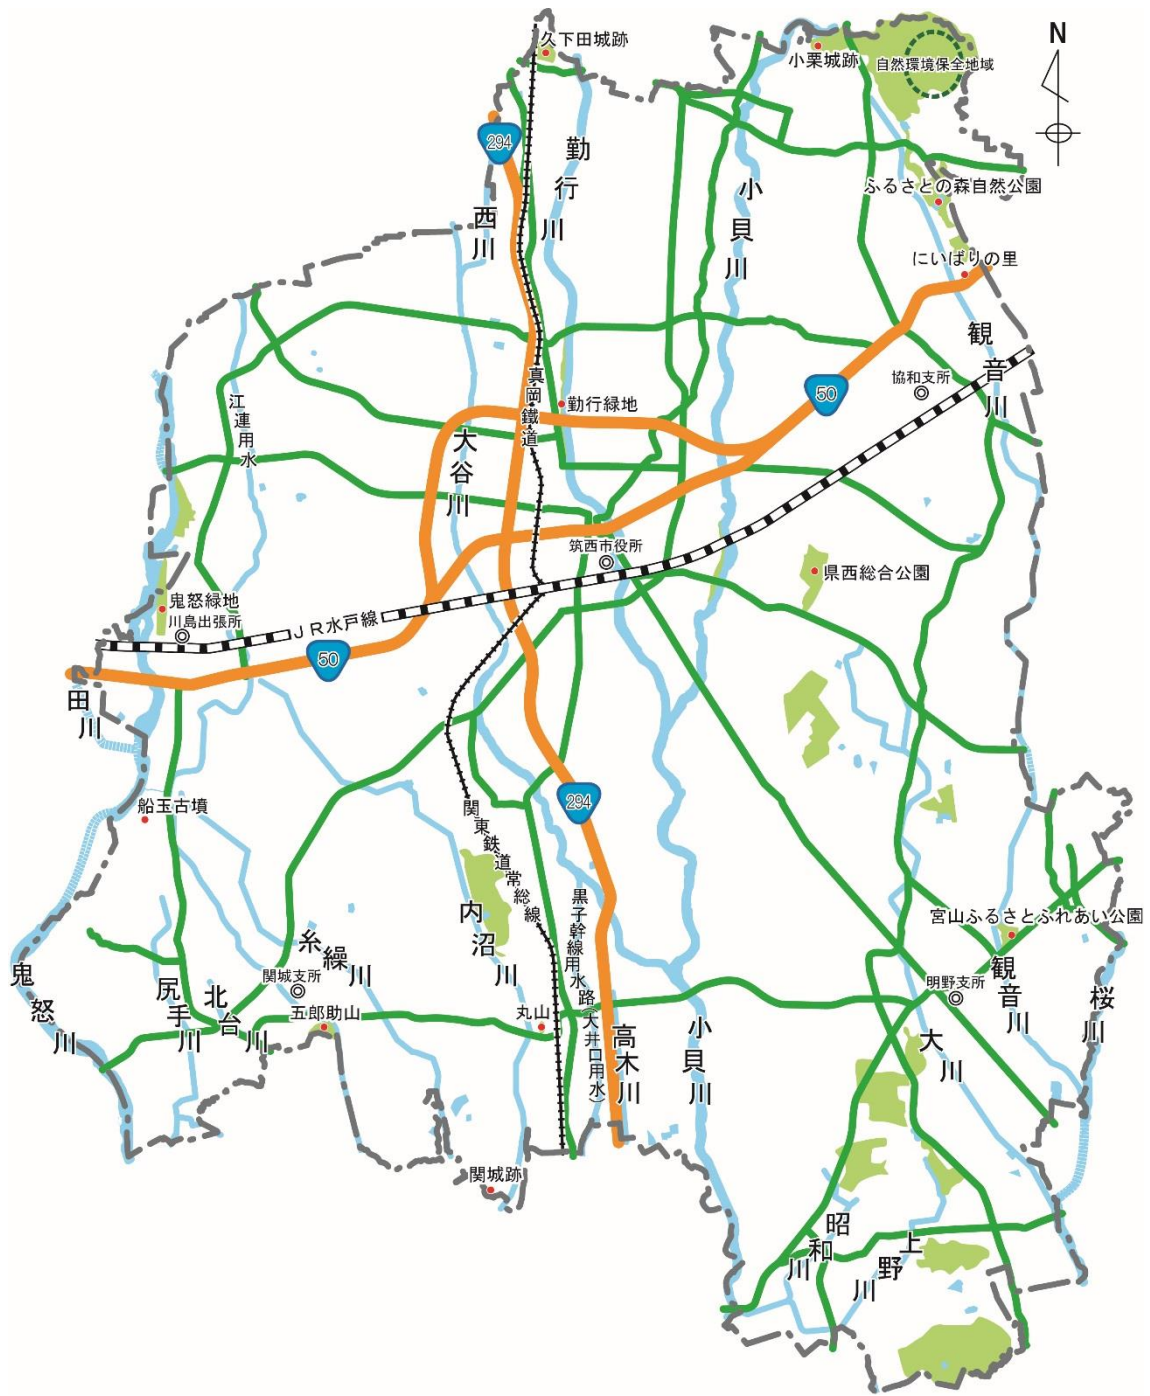 N
久下田城跡
小栗城跡
自然環境保全地域
294
勤行川
小貝川
ふるさとの森自然公園
西川
にいばりの里
観音川
真岡鐵道
50
協和支所
江連用水
勤行緑地
大谷川
筑西市役所
県西総合公園
鬼怒緑地
川島出張所
JR水戸線
50
田川
船玉古墳
294
関東鉄道常総線
内沼川
黒子幹線用水路(大井口用水)
宮山ふるさとふれあい公園
糸繰川
関城支所
鬼怒川
尻手川
北台川
五郎助山
丸山
高木川
小貝川
明野支所
観音川
桜川
大川
関城跡
昭和川
上野川